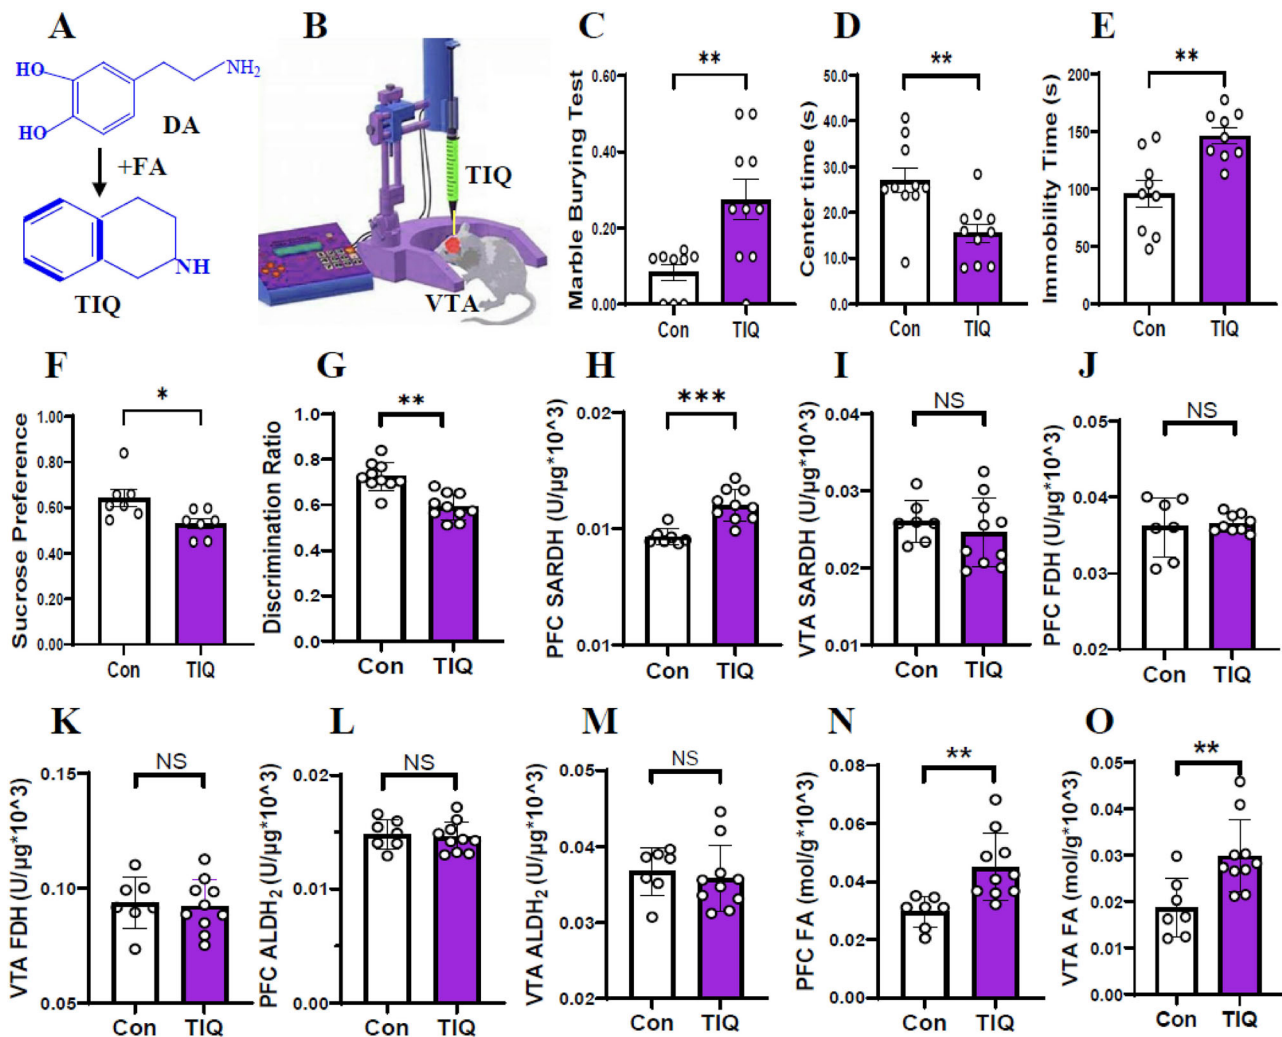 A
HO
HO
NH2
DA
+FA
NH
TIQ
B
TIQ
VTA
C
**
Marble Burying Test
0.60
0.40
0.20
0.00
Con
TIQ
D
**
Center time (s)
50.0
40.0
30.0
20.0
10.0
0.0
Con
TIQ
E
**
Immobility Time (s)
200
150
100
50
0
Con
TIQ
F
*
Sucrose Preference
1.00
0.80
0.60
0.40
0.20
0.00
Con
TIQ
G
**
Discrimination Ratio
1.0
0.8
0.6
0.4
0.2
0.0
Con
TIQ
H
***
PFC SARDH (U/µg*10^3)
0.02
0.01
0.01
Con
TIQ
I
NS
VTA SARDH (U/µg*10^3)
0.04
0.03
0.02
0.01
Con
TIQ
J
NS
PFC FDH (U/µg*10^3)
0.05
0.04
0.03
0.02
Con
TIQ
K
NS
VTA FDH (U/µg*10^3)
0.15
0.10
0.05
Con
TIQ
L
NS
PFC ALDH2 (U/µg*10^3)
0.02
0.01
0.00
Con
TIQ
M
NS
VTA ALDH2 (U/µg*10^3)
0.05
0.04
0.03
0.02
Con
TIQ
N
**
PFC FA (mol/g*10^3)
0.08
0.06
0.04
0.02
0.00
Con
TIQ
O
**
VTA FA (mol/g*10^3)
0.05
0.04
0.03
0.02
0.01
0.00
Con
TIQ